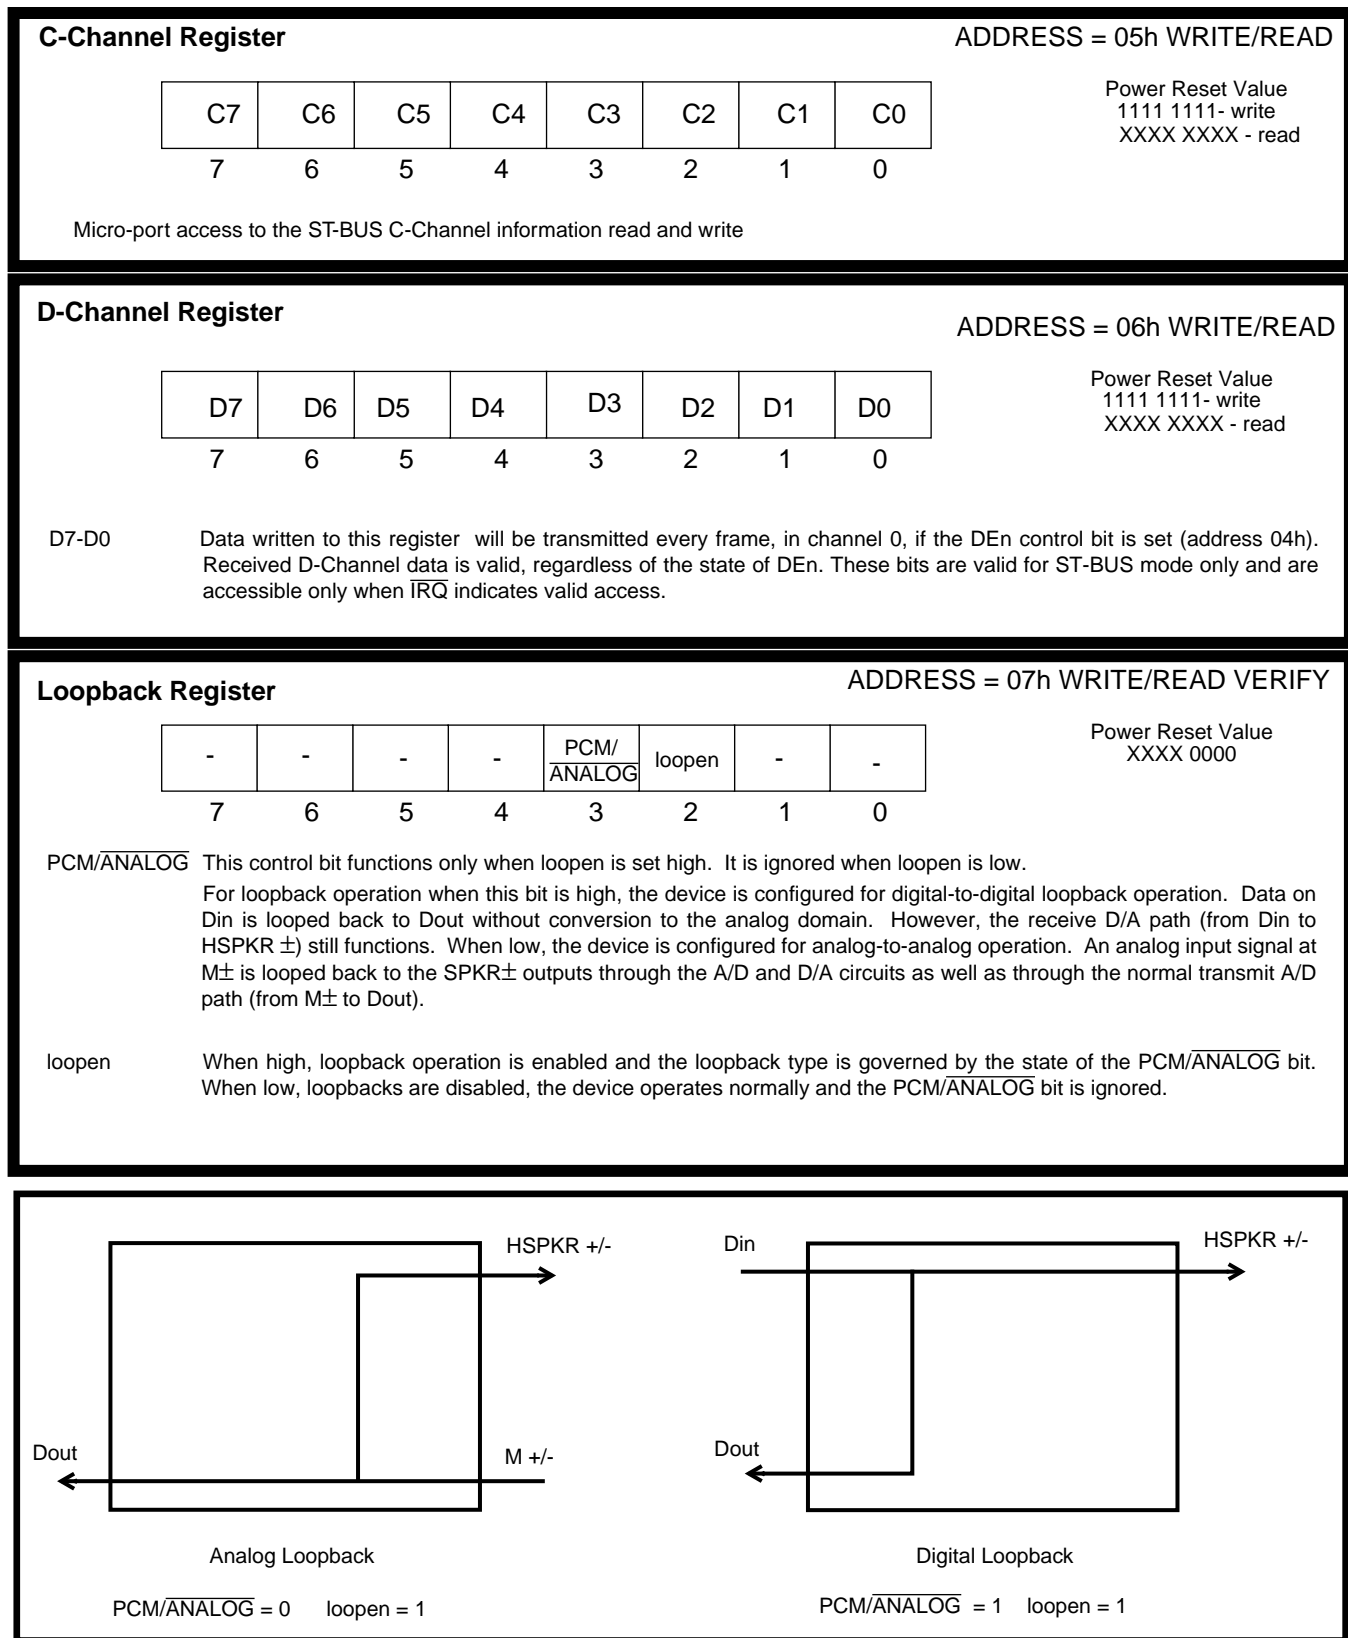 C-Channel Register
ADDRESS = 05h WRITE/READ
C7 C6 C5 C4 C3 C2 C1 C0
7 6 5 4 3 2 1 0
Power Reset Value
1111 1111- write
XXXX XXXX - read
Micro-port access to the ST-BUS C-Channel information read and write
D-Channel Register
ADDRESS = 06h WRITE/READ
D7 D6 D5 D4 D3 D2 D1 D0
7 6 5 4 3 2 1 0
Power Reset Value
1111 1111- write
XXXX XXXX - read
D7-D0 Data written to this register will be transmitted every frame, in channel 0, if the DEn control bit is set (address 04h).
Received D-Channel data is valid, regardless of the state of DEn. These bits are valid for ST-BUS mode only and are
accessible only when I̅R̅Q̅ indicates valid access.
Loopback Register
ADDRESS = 07h WRITE/READ VERIFY
- - - - PCM/A̅N̅A̅L̅O̅G̅ loopen - -
7 6 5 4 3 2 1 0
Power Reset Value
XXXX 0000
PCM/A̅N̅A̅L̅O̅G̅ This control bit functions only when loopen is set high. It is ignored when loopen is low.
For loopback operation when this bit is high, the device is configured for digital-to-digital loopback operation. Data on
Din is looped back to Dout without conversion to the analog domain. However, the receive D/A path (from Din to
HSPKR ±) still functions. When low, the device is configured for analog-to-analog operation. An analog input signal at
M± is looped back to the SPKR± outputs through the A/D and D/A circuits as well as through the normal transmit A/D
path (from M± to Dout).
loopen When high, loopback operation is enabled and the loopback type is governed by the state of the PCM/A̅N̅A̅L̅O̅G̅ bit.
When low, loopbacks are disabled, the device operates normally and the PCM/A̅N̅A̅L̅O̅G̅ bit is ignored.
HSPKR +/-
Dout
M +/-
Analog Loopback
PCM/A̅N̅A̅L̅O̅G̅ = 0 loopen = 1
Din
HSPKR +/-
Dout
Digital Loopback
PCM/A̅N̅A̅L̅O̅G̅ = 1 loopen = 1